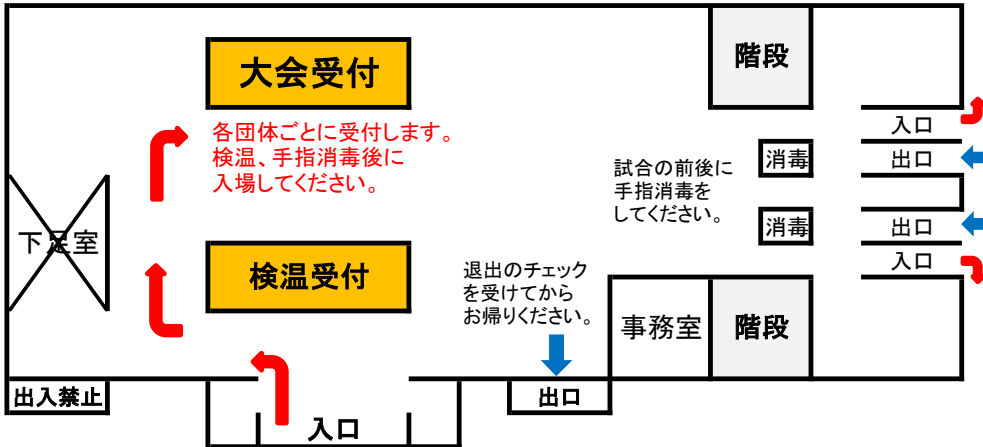 大会受付
各団体ごとに受付します。
検温、手指消毒後に
入場してください。
階段
入口
消毒
出口
試合の前後に
手指消毒を
してください。
消毒
出口
入口
下足室
検温受付
退出のチェック
を受けてから
お帰りください。
事務室
階段
出入禁止
入口
出口